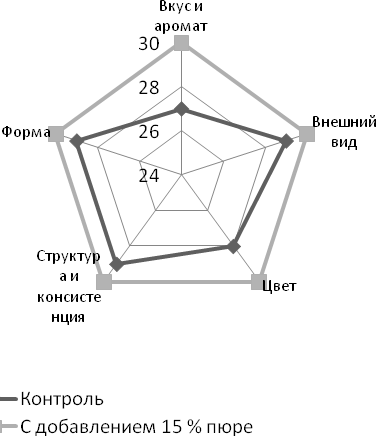 Вкус и
аромат
30
28
26
24
Внешний
вид
Форма
Структур
а и
консисте
нция
Цвет
Контроль
С добавлением 15 % пюре